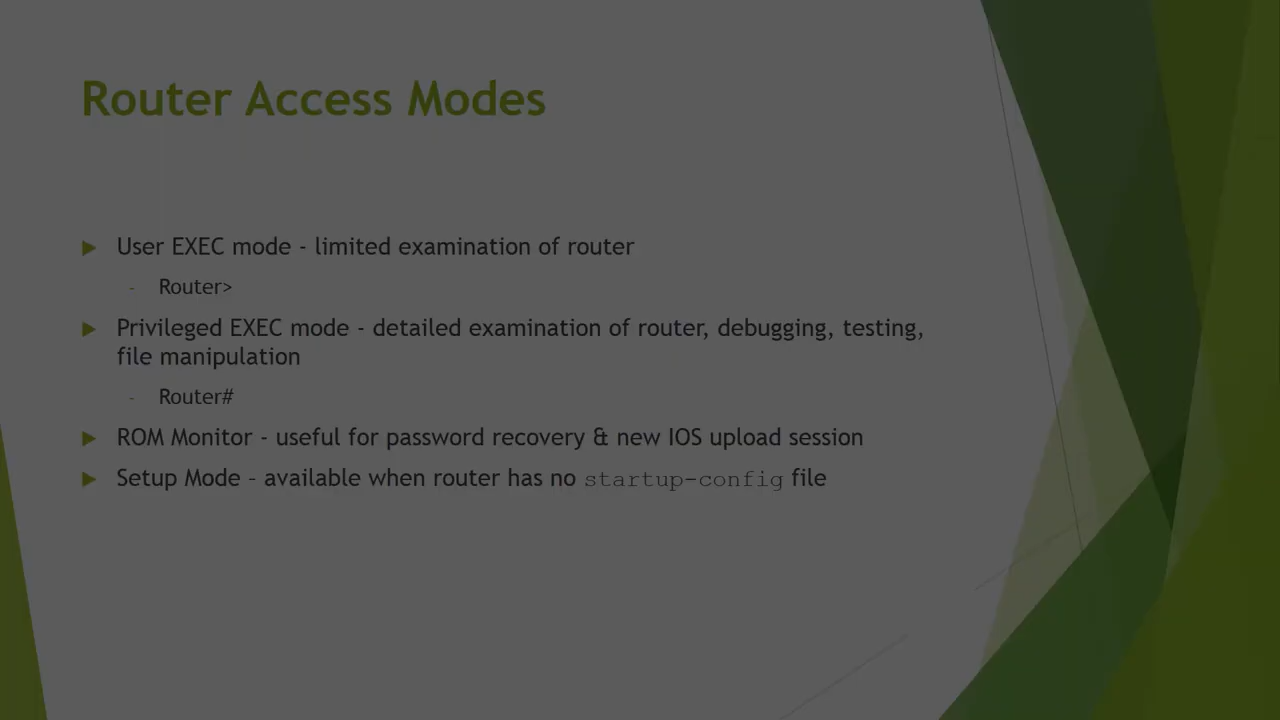 Router Access Modes
User EXEC mode - limited examination of router
- Router>
Privileged EXEC mode - detailed examination of router, debugging, testing,
file manipulation
- Router#
ROM Monitor - useful for password recovery & new IOS upload session
Setup Mode – available when router has no startup-config file